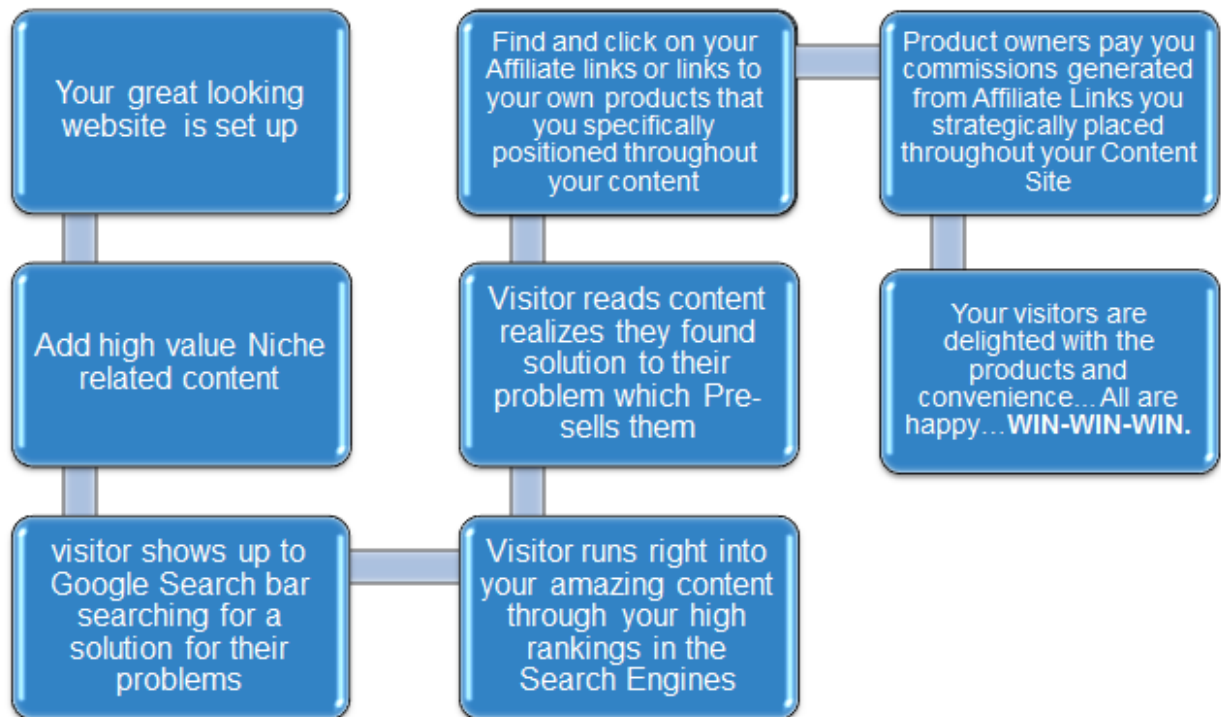 Your great looking
website is set up
Add high value Niche
related content
visitor shows up to
Google Search bar
searching for a
solution for their
problems
Visitor runs right into
your amazing content
through your high
rankings in the
Search Engines
Visitor reads content
realizes they found
solution to their
problem which Pre-
sells them
Find and click on your
Affiliate links or links to
your own products that
you specifically
positioned throughout
your content
Product owners pay you
commissions generated
from Affiliate Links you
strategically placed
throughout your Content
Site
Your visitors are
delighted with the
products and
convenience... All are
happy...WIN-WIN-WIN.